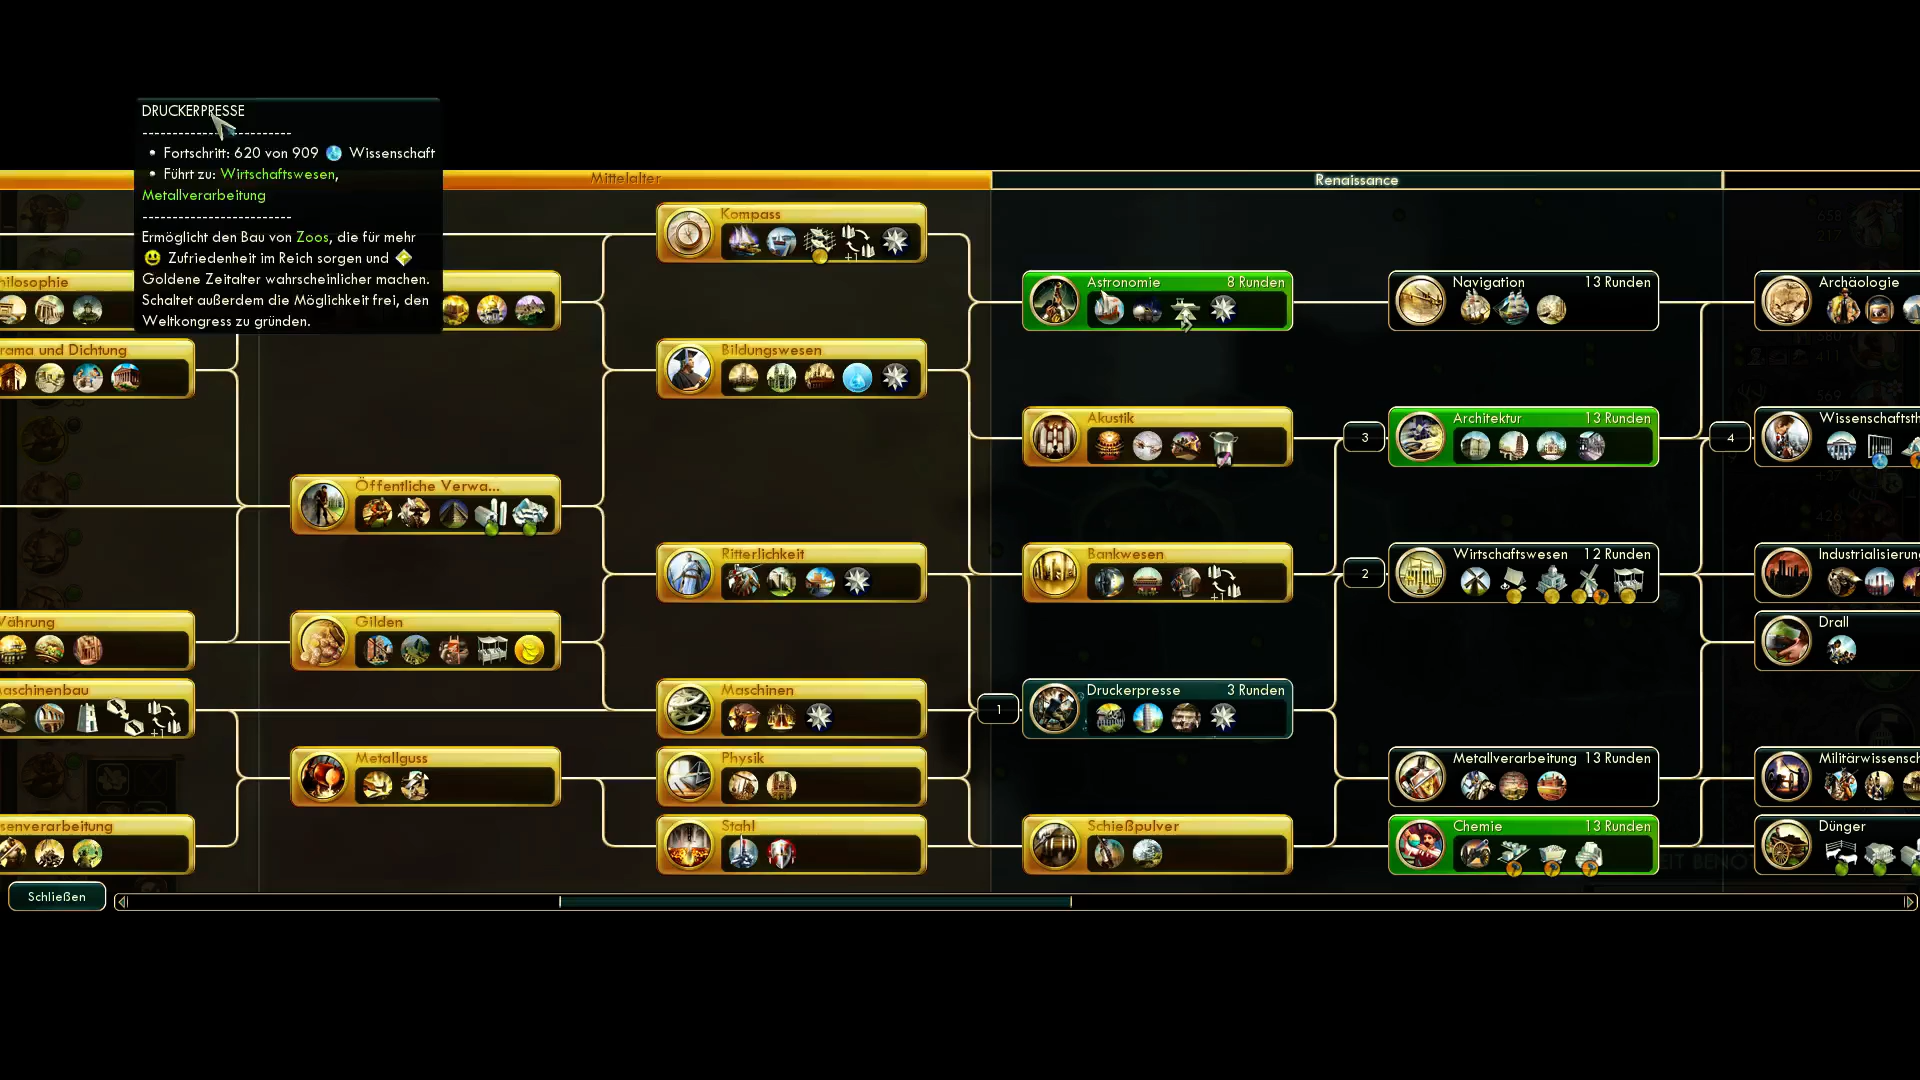 DRUCKERPRESSE
-------------------------
• Fortschritt: 620 von 909 Wissenschaft
• Führt zu: Wirtschaftswesen,
Metallverarbeitung
-------------------------
Ermöglicht den Bau von Zoos, die für mehr
Zufriedenheit im Reich sorgen und
Goldene Zeitalter wahrscheinlicher machen.
Schaltet außerdem die Möglichkeit frei, den
Weltkongress zu gründen.
Mittelalter
Renaissance
Kompass
+1
hilosophie
Astronomie 8 Runden
Navigation 13 Runden
Archäologie
rama und Dichtung
Bildungswesen
Akustik
3
Architektur 13 Runden
4
Wissenschaftsth
Öffentliche Verwa...
Ritterlichkeit
Bankwesen
+1
2
Wirtschaftswesen 12 Runden
Industrialisierun
Währung
Gilden
Drall
aschinenbau
+1
Maschinen
1
Druckerpresse 3 Runden
Metallguss
Physik
Metallverarbeitung 13 Runden
Militärwissensch
senverarbeitung
Stahl
Schießpulver
Chemie 13 Runden
Dünger
Schließen